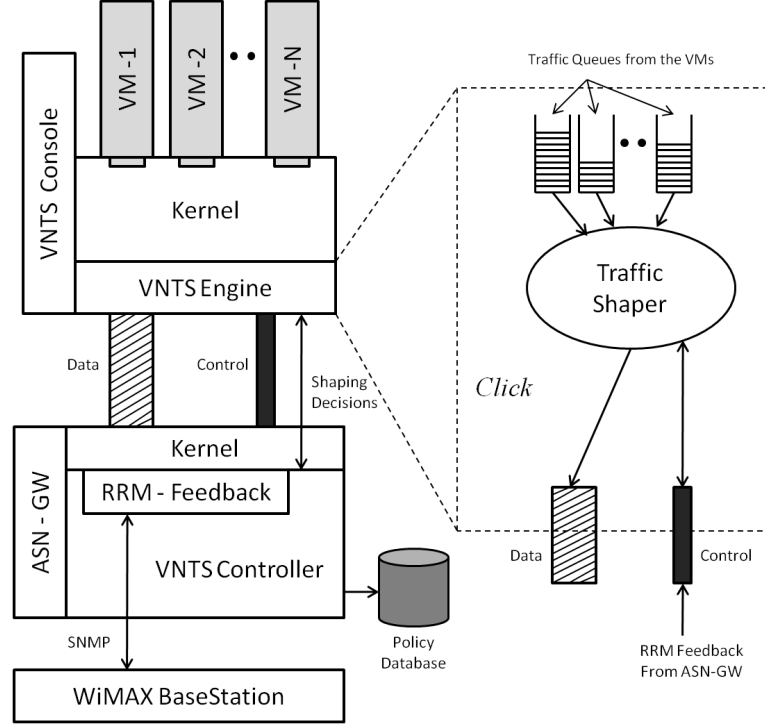 VM -1
VM -2
VM -N
VNTS Console
Kernel
VNTS Engine
Data
Control
Shaping
Decisions
ASN - GW
Kernel
RRM - Feedback
VNTS Controller
SNMP
Policy
Database
WiMAX BaseStation
Traffic Queues from the VMs
Traffic
Shaper
Click
Data
Control
RRM Feedback
From ASN-GW